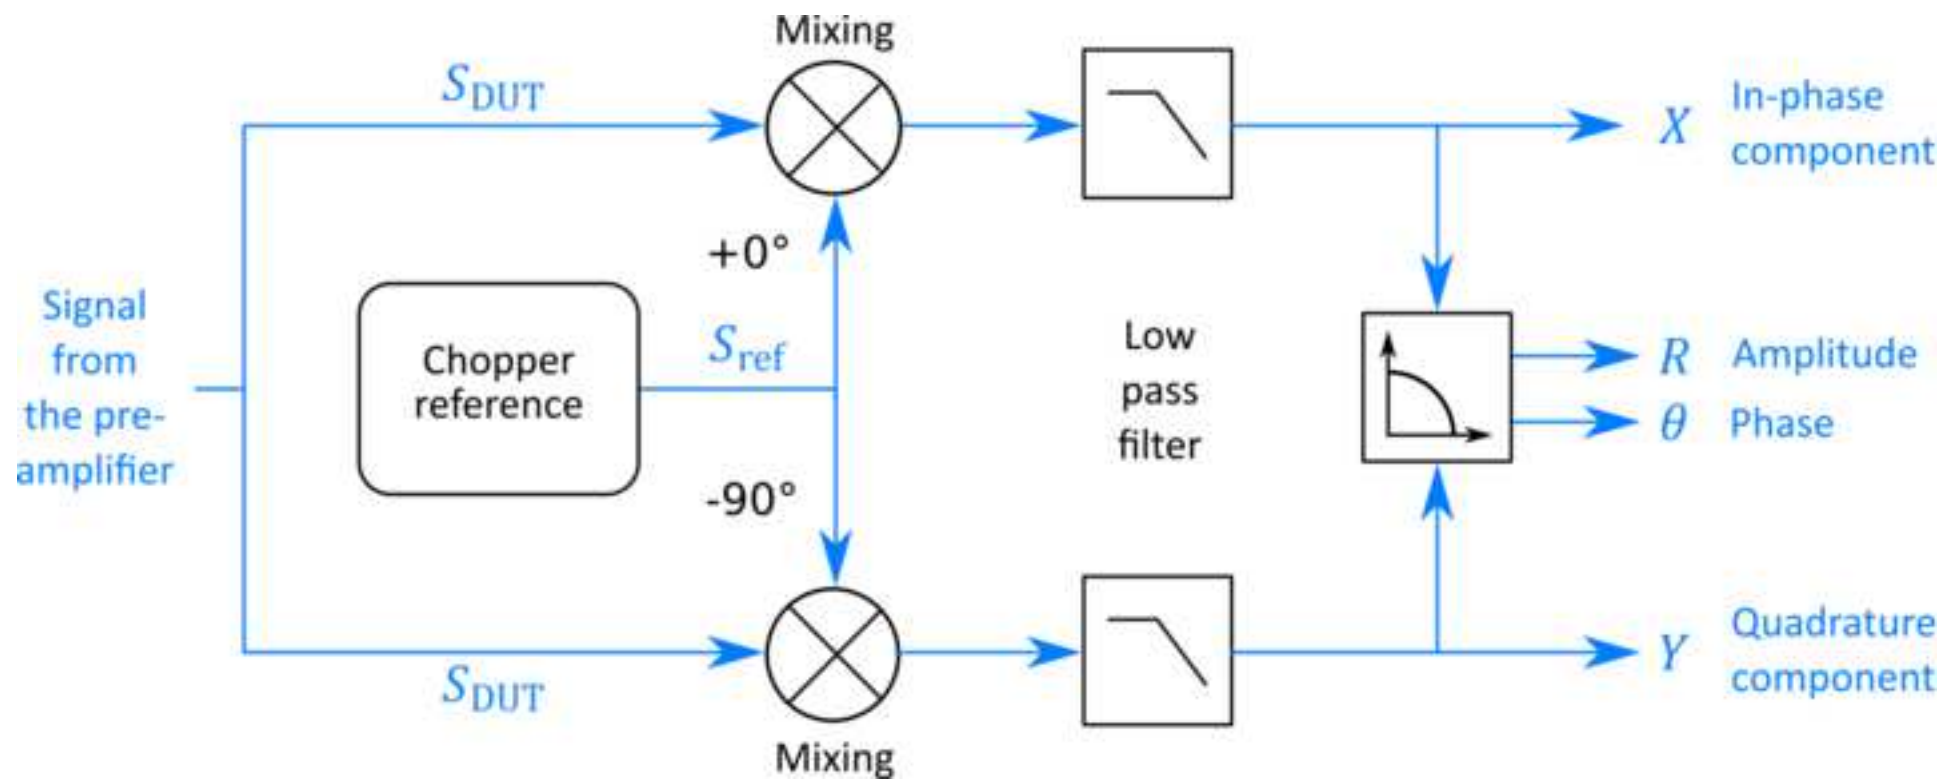 Mixing
S_DUT
In-phase
component
X
+0°
Signal
from
the pre-
amplifier
Chopper
reference
S_ref
Low
pass
filter
R Amplitude
θ Phase
-90°
S_DUT
Y
Quadrature
component
Mixing